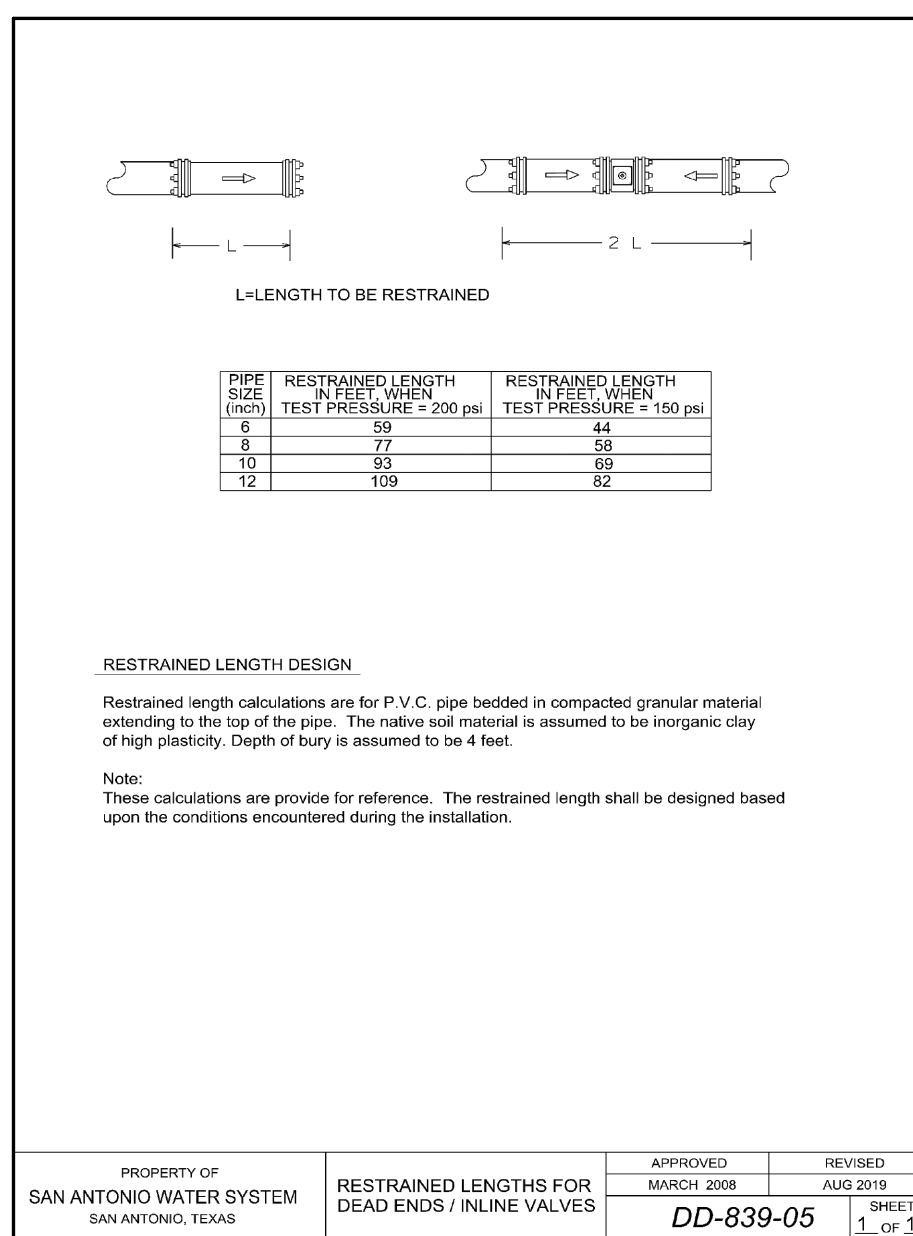 L
2 L
L=LENGTH TO BE RESTRAINED
PIPE SIZE (inch)
RESTRAINED LENGTH IN FEET, WHEN TEST PRESSURE = 200 psi
RESTRAINED LENGTH IN FEET, WHEN TEST PRESSURE = 150 psi
6 59 44
8 77 58
10 93 69
12 109 82
RESTRAINED LENGTH DESIGN
Restrained length calculations are for P.V.C. pipe bedded in compacted granular material
extending to the top of the pipe. The native soil material is assumed to be inorganic clay
of high plasticity. Depth of bury is assumed to be 4 feet.
Note:
These calculations are provide for reference. The restrained length shall be designed based
upon the conditions encountered during the installation.
PROPERTY OF
SAN ANTONIO WATER SYSTEM
SAN ANTONIO, TEXAS
RESTRAINED LENGTHS FOR
DEAD ENDS / INLINE VALVES
APPROVED
MARCH 2008
REVISED
AUG 2019
DD-839-05
SHEET
1 OF 1